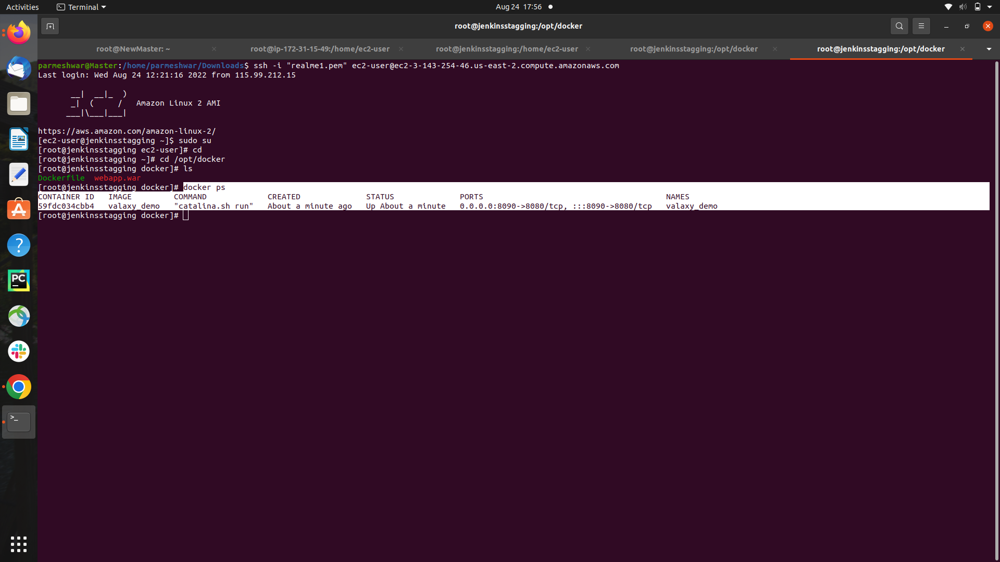 Activities Terminal Aug 24 17:56
root@jenkinsstagging:/opt/docker
root@NewMaster: ~ root@ip-172-31-15-49:/home/ec2-user root@jenkinsstagging:/home/ec2-user root@jenkinsstagging:/opt/docker root@jenkinsstagging:/opt/docker
parmeshwar@Master:/home/parmeshwar/Downloads$ ssh -i "realme1.pem" ec2-user@ec2-3-143-254-46.us-east-2.compute.amazonaws.com
Last login: Wed Aug 24 12:21:16 2022 from 115.99.212.15
       __|  __|_  )
       _|  (     /   Amazon Linux 2 AMI
      ___|\___|___|
https://aws.amazon.com/amazon-linux-2/
[ec2-user@jenkinsstagging ~]$ sudo su
[root@jenkinsstagging ec2-user]# cd
[root@jenkinsstagging ~]# cd /opt/docker
[root@jenkinsstagging docker]# ls
Dockerfile  webapp.war
[root@jenkinsstagging docker]# docker ps
CONTAINER ID   IMAGE         COMMAND             CREATED              STATUS              PORTS                                       NAMES
59fdc034cbb4   valaxy_demo   "catalina.sh run"   About a minute ago   Up About a minute   0.0.0.0:8090->8080/tcp, :::8090->8080/tcp   valaxy_demo
[root@jenkinsstagging docker]#
PC